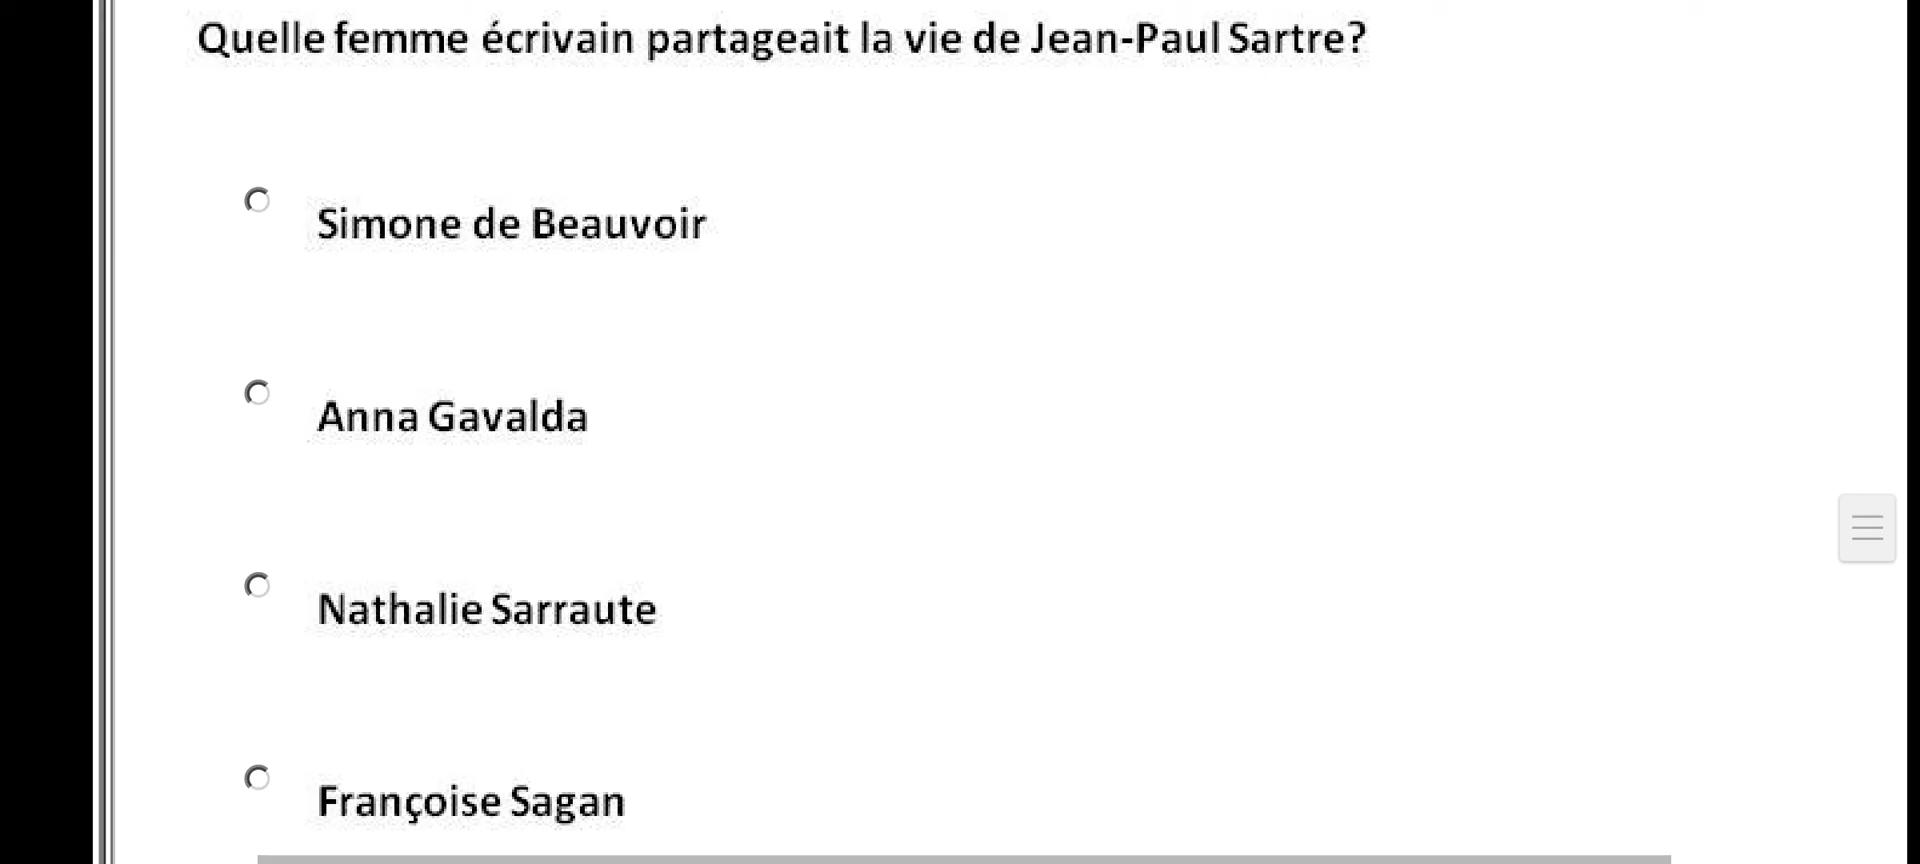 Quelle femme écrivain partageait la vie de Jean-Paul Sartre?
Simone de Beauvoir
Anna Gavalda
Nathalie Sarraute
Françoise Sagan